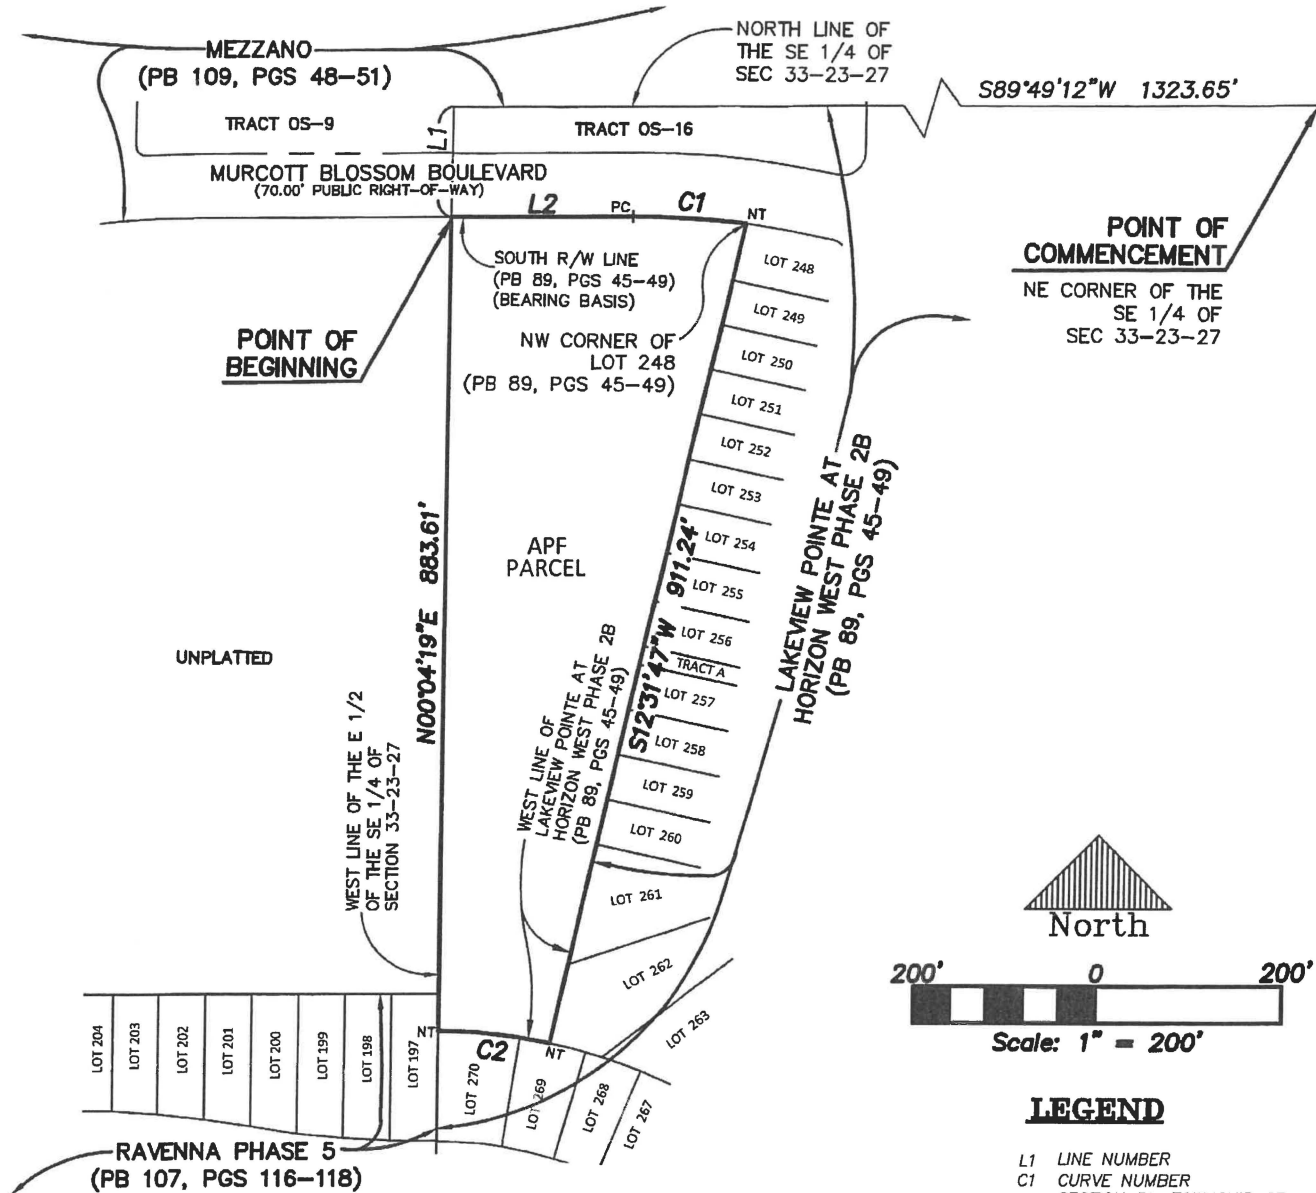 MEZZANO
(PB 109, PGS 48-51)
NORTH LINE OF
THE SE 1/4 OF
SEC 33-23-27
S89°49'12"W 1323.65'
TRACT OS-9
L1
TRACT OS-16
MURCOTT BLOSSOM BOULEVARD
(70.00' PUBLIC RIGHT-OF-WAY)
L2
PC
C1
NT
POINT OF
COMMENCEMENT
NE CORNER OF THE
SE 1/4 OF
SEC 33-23-27
SOUTH R/W LINE
(PB 89, PGS 45-49)
(BEARING BASIS)
POINT OF
BEGINNING
NW CORNER OF
LOT 248
(PB 89, PGS 45-49)
LOT 248
LOT 249
LOT 250
LOT 251
LOT 252
LOT 253
LOT 254
LOT 255
LOT 256
TRACT A
LOT 257
LOT 258
LOT 259
LOT 260
LOT 261
LOT 262
LOT 263
LAKEVIEW POINTE AT
HORIZON WEST PHASE 2B
(PB 89, PGS 45-49)
N00°04'19"E 883.61'
APF
PARCEL
S12°31'47"W 911.24'
UNPLATTED
WEST LINE OF THE E 1/2
OF THE SE 1/4 OF
SECTION 33-23-27
WEST LINE OF
LAKEVIEW POINTE AT
HORIZON WEST PHASE 2B
(PB 89, PGS 45-49)
North
200' 0 200'
Scale: 1" = 200'
LOT 204
LOT 203
LOT 202
LOT 201
LOT 200
LOT 199
LOT 198
LOT 197
NT
C2
NT
LOT 270
LOT 269
LOT 268
LOT 267
RAVENNA PHASE 5
(PB 107, PGS 116-118)
LEGEND
L1 LINE NUMBER
C1 CURVE NUMBER